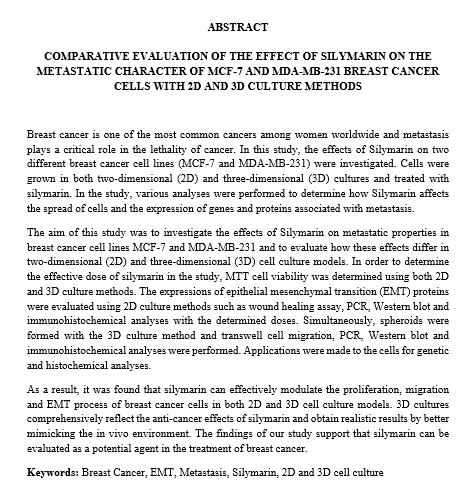 ABSTRACT
COMPARATIVE EVALUATION OF THE EFFECT OF SILYMARIN ON THE
METASTATIC CHARACTER OF MCF-7 AND MDA-MB-231 BREAST CANCER
CELLS WITH 2D AND 3D CULTURE METHODS
Breast cancer is one of the most common cancers among women worldwide and metastasis
plays a critical role in the lethality of cancer. In this study, the effects of Silymarin on two
different breast cancer cell lines (MCF-7 and MDA-MB-231) were investigated. Cells were
grown in both two-dimensional (2D) and three-dimensional (3D) cultures and treated with
silymarin. In the study, various analyses were performed to determine how Silymarin affects
the spread of cells and the expression of genes and proteins associated with metastasis.
The aim of this study was to investigate the effects of Silymarin on metastatic properties in
breast cancer cell lines MCF-7 and MDA-MB-231 and to evaluate how these effects differ in
two-dimensional (2D) and three-dimensional (3D) cell culture models. In order to determine
the effective dose of silymarin in the study, MTT cell viability was determined using both 2D
and 3D culture methods. The expressions of epithelial mesenchymal transition (EMT) proteins
were evaluated using 2D culture methods such as wound healing assay, PCR, Western blot and
immunohistochemical analyses with the determined doses. Simultaneously, spheroids were
formed with the 3D culture method and transwell cell migration, PCR, Western blot and
immunohistochemical analyses were performed. Applications were made to the cells for genetic
and histochemical analyses.
As a result, it was found that silymarin can effectively modulate the proliferation, migration
and EMT process of breast cancer cells in both 2D and 3D cell culture models. 3D cultures
comprehensively reflect the anti-cancer effects of silymarin and obtain realistic results by better
mimicking the in vivo environment. The findings of our study support that silymarin can be
evaluated as a potential agent in the treatment of breast cancer.
Keywords: Breast Cancer, EMT, Metastasis, Silymarin, 2D and 3D cell culture